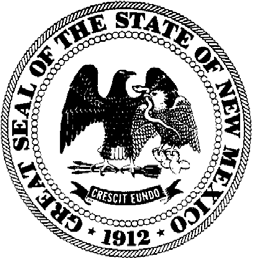 GREAT SEAL OF THE STATE OF NEW MEXICO
CRESCIT EUNDO
★ 1912 ★